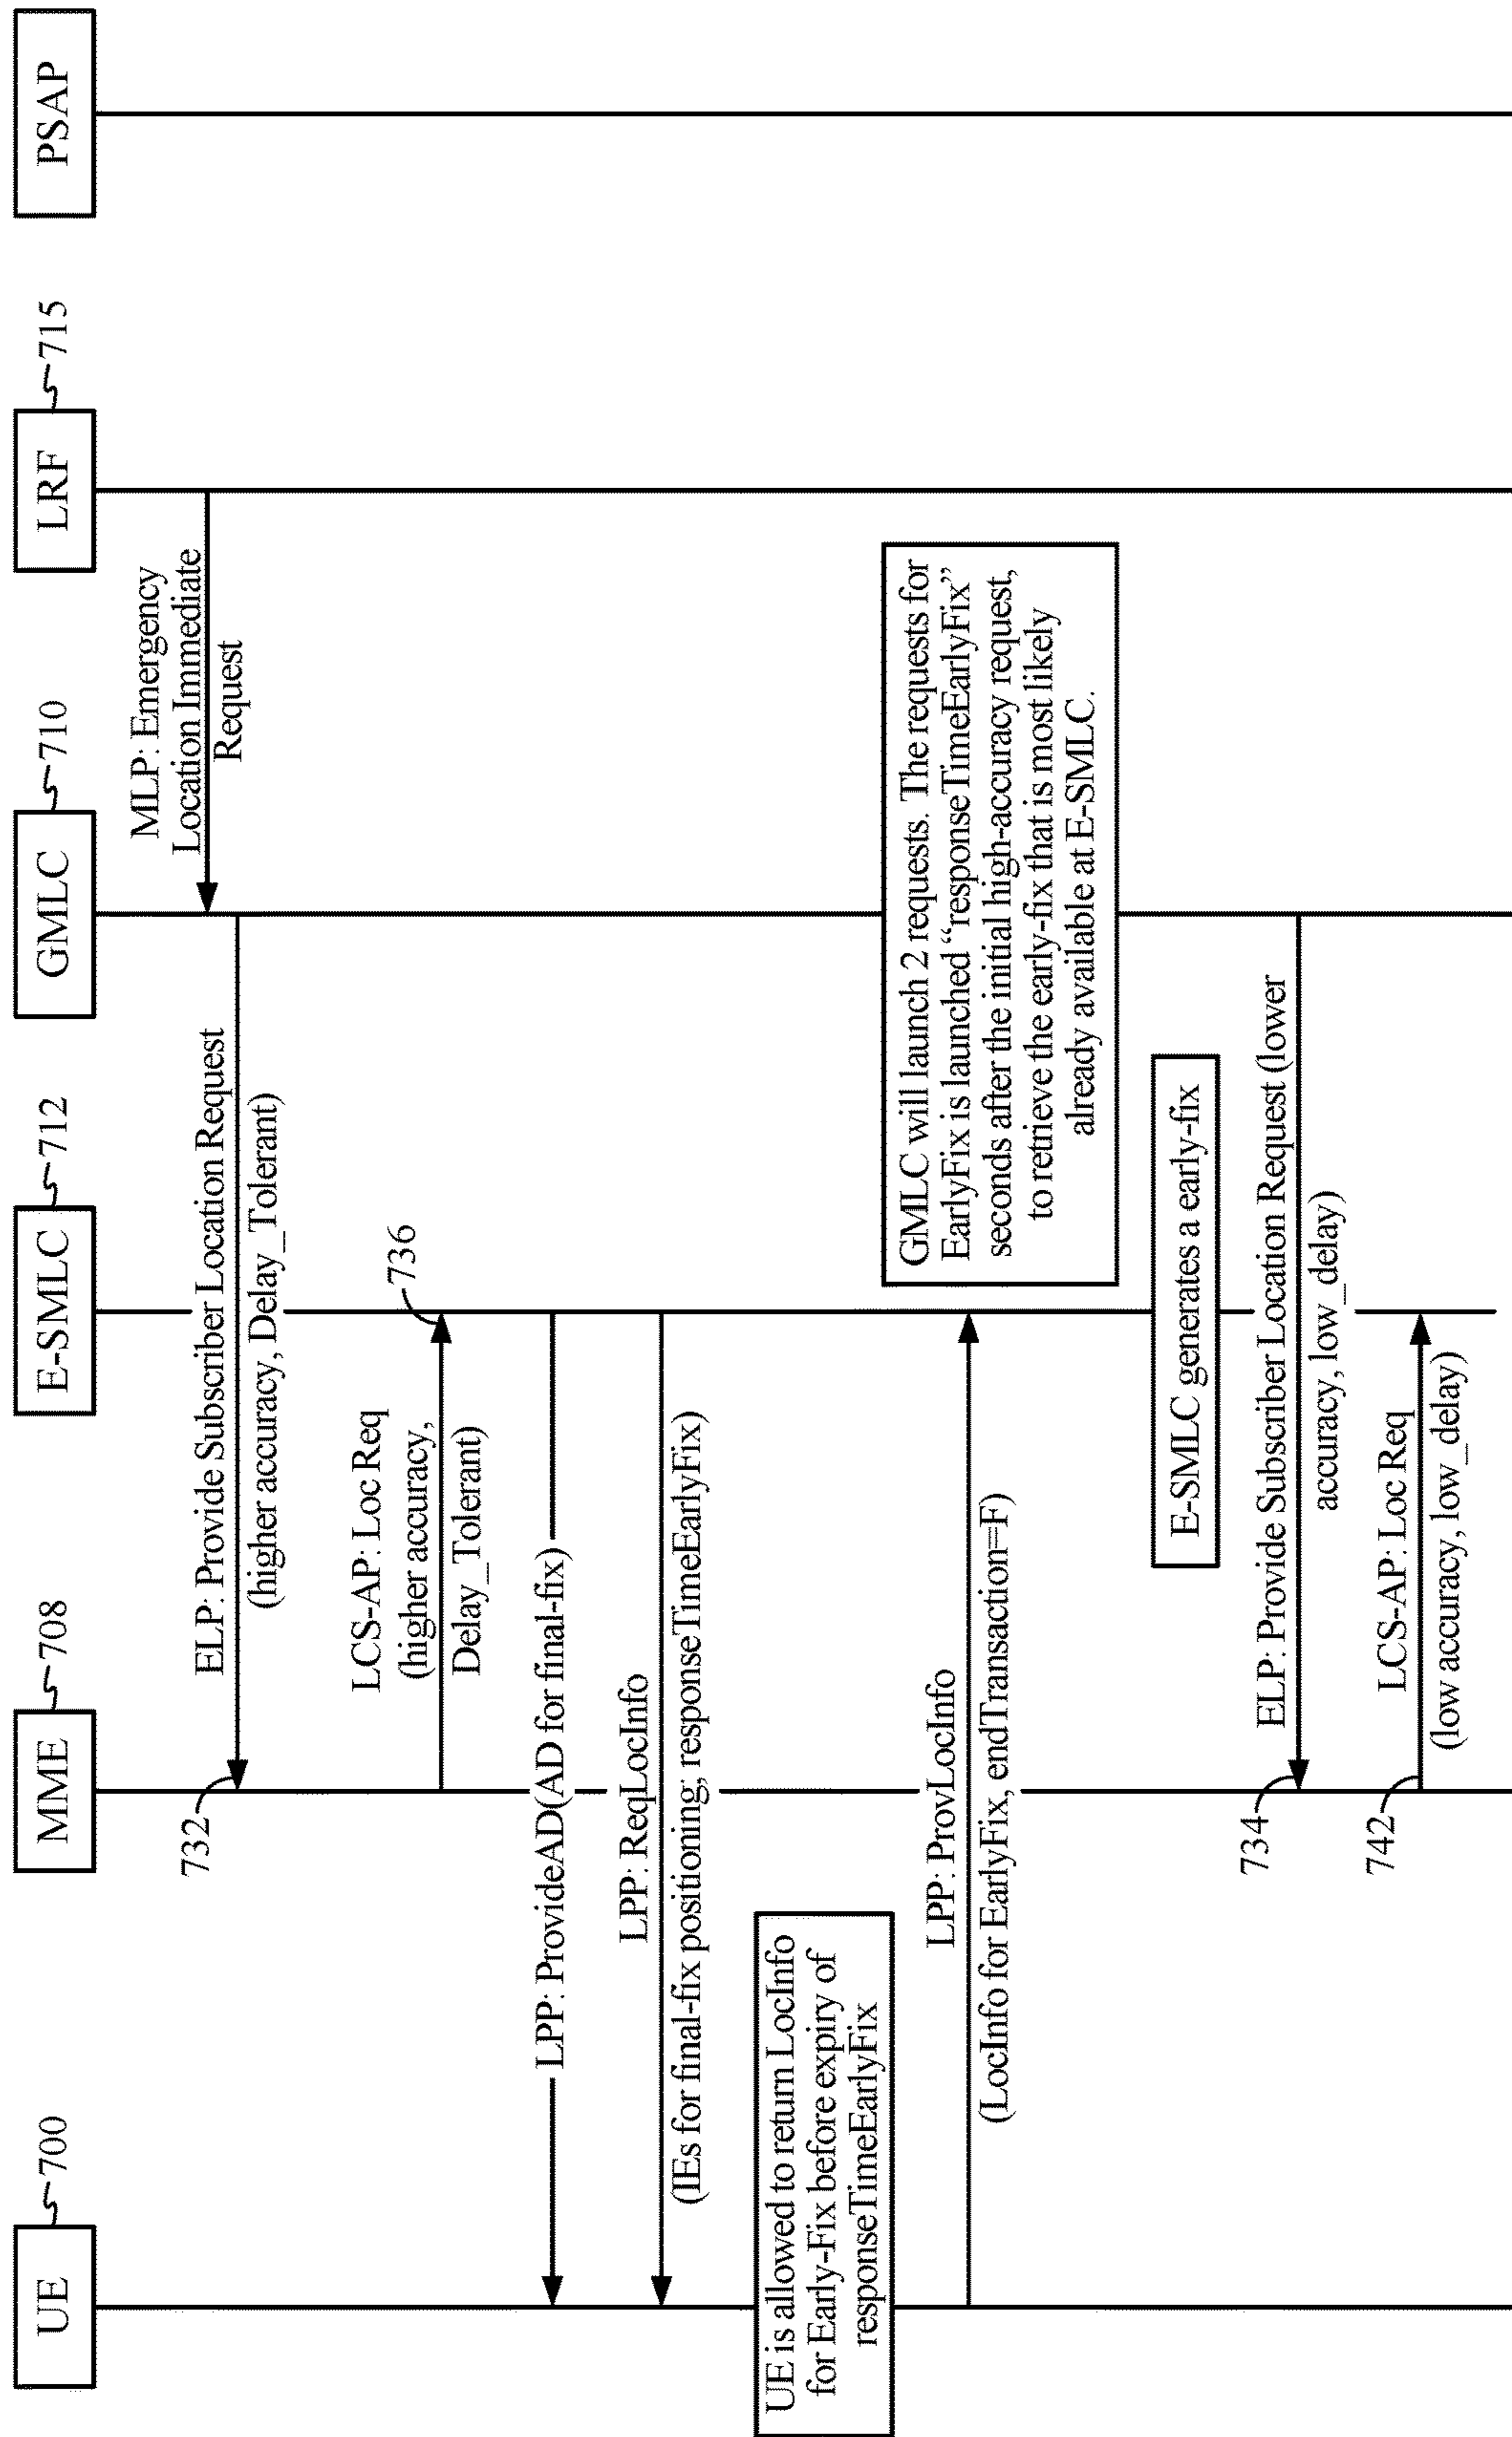 UE
700
MME
708
E-SMLC
712
GMLC
710
LRF
715
PSAP
MLP: Emergency
Location Immediate
Request
ELP: Provide Subscriber Location Request
(higher accuracy, Delay_Tolerant)
732
LCS-AP: Loc Req
(higher accuracy,
Delay_Tolerant)
736
LPP: ProvideAD(AD for final-fix)
LPP: ReqLocInfo
(IEs for final-fix positioning; responseTimeEarlyFix)
UE is allowed to return LocInfo
for Early-Fix before expiry of
responseTimeEarlyFix
LPP: ProvLocInfo
(LocInfo for EarlyFix, endTransaction=F)
GMLC will launch 2 requests. The requests for
EarlyFix is launched “responseTimeEarlyFix”
seconds after the initial high-accuracy request,
to retrieve the early-fix that is most likely
already available at E-SMLC.
E-SMLC generates a early-fix
ELP: Provide Subscriber Location Request (lower
accuracy, low_delay)
734
LCS-AP: Loc Req
(low accuracy, low_delay)
742